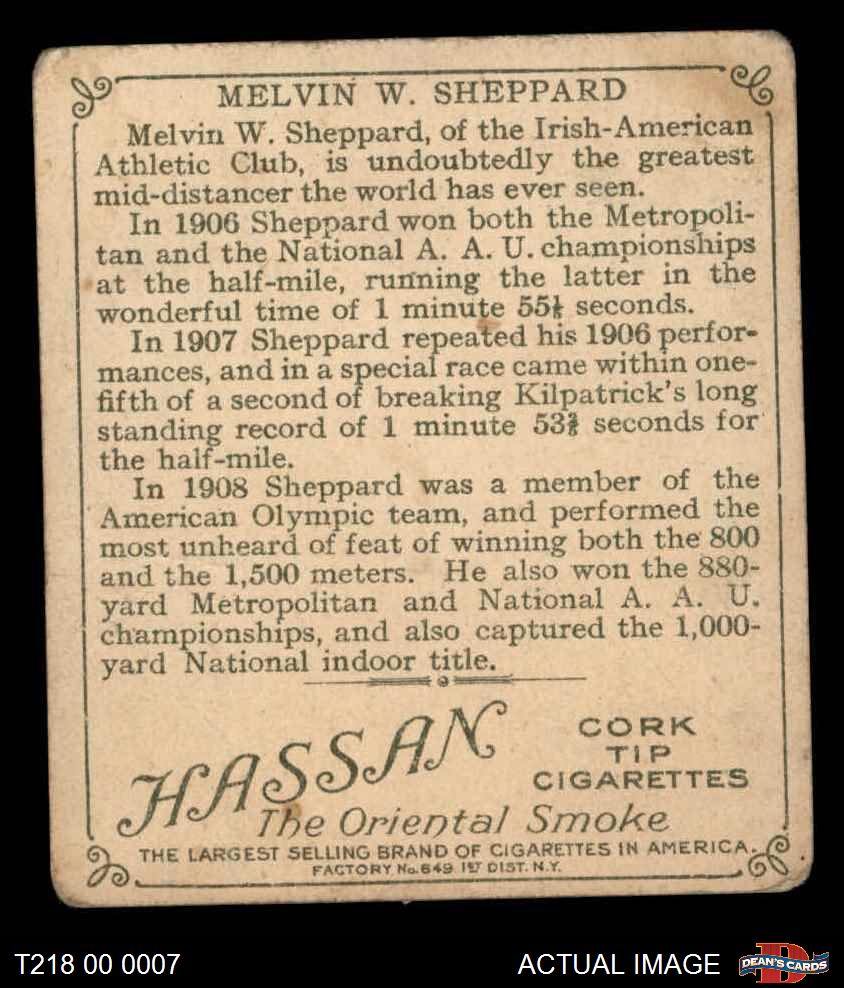 MELVIN W. SHEPPARD
Melvin W. Sheppard, of the Irish-American
Athletic Club, is undoubtedly the greatest
mid-distancer the world has ever seen.
In 1906 Sheppard won both the Metropoli-
tan and the National A. A. U. championships
at the half-mile, running the latter in the
wonderful time of 1 minute seconds.
In 1907 Sheppard repeated his 1906 perfor-
mances, and in a special race came within one-
fifth of a second of breaking Kilpatrick's long
standing record of 1 minute seconds for
the half-mile.
In 1908 Sheppard was a member of the
American Olympic team, and performed the
most unheard of feat of winning both the 800
and the 1,500 meters. He also won the 880-
yard Metropolitan and National A. A. U.
championships, and also captured the 1,000-
yard National indoor title.
HASSAN
CORK
TIP
CIGARETTES
The Oriental Smoke
THE LARGEST SELLING BRAND OF CIGARETTES IN AMERICA.
FACTORY No. 649 1ST DIST. N.Y.
T218 00 0007
ACTUAL IMAGE
D
DEAN'S CARDS